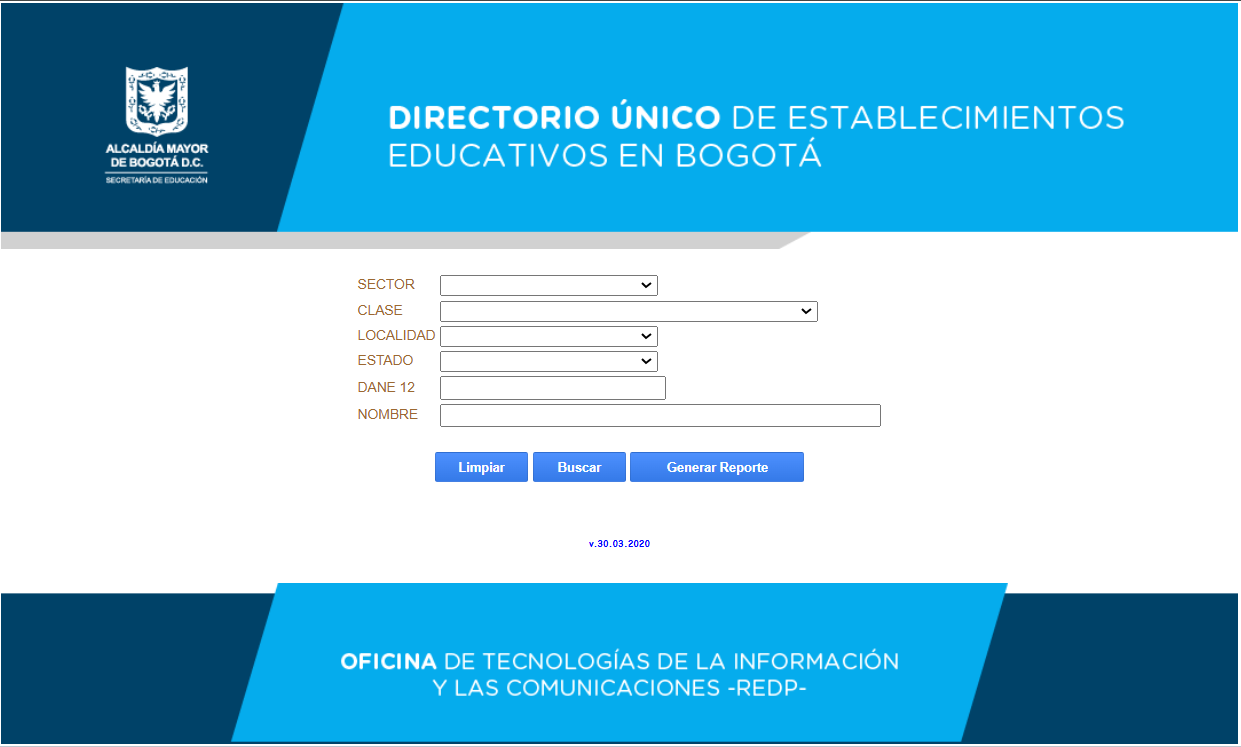 ALCALDÍA MAYOR
DE BOGOTÁ D.C.
SECRETARÍA DE EDUCACIÓN
DIRECTORIO ÚNICO DE ESTABLECIMIENTOS
EDUCATIVOS EN BOGOTÁ
SECTOR
CLASE
LOCALIDAD
ESTADO
DANE 12
NOMBRE
Limpiar Buscar Generar Reporte
v.30.03.2020
OFICINA DE TECNOLOGÍAS DE LA INFORMACIÓN
Y LAS COMUNICACIONES -REDP-